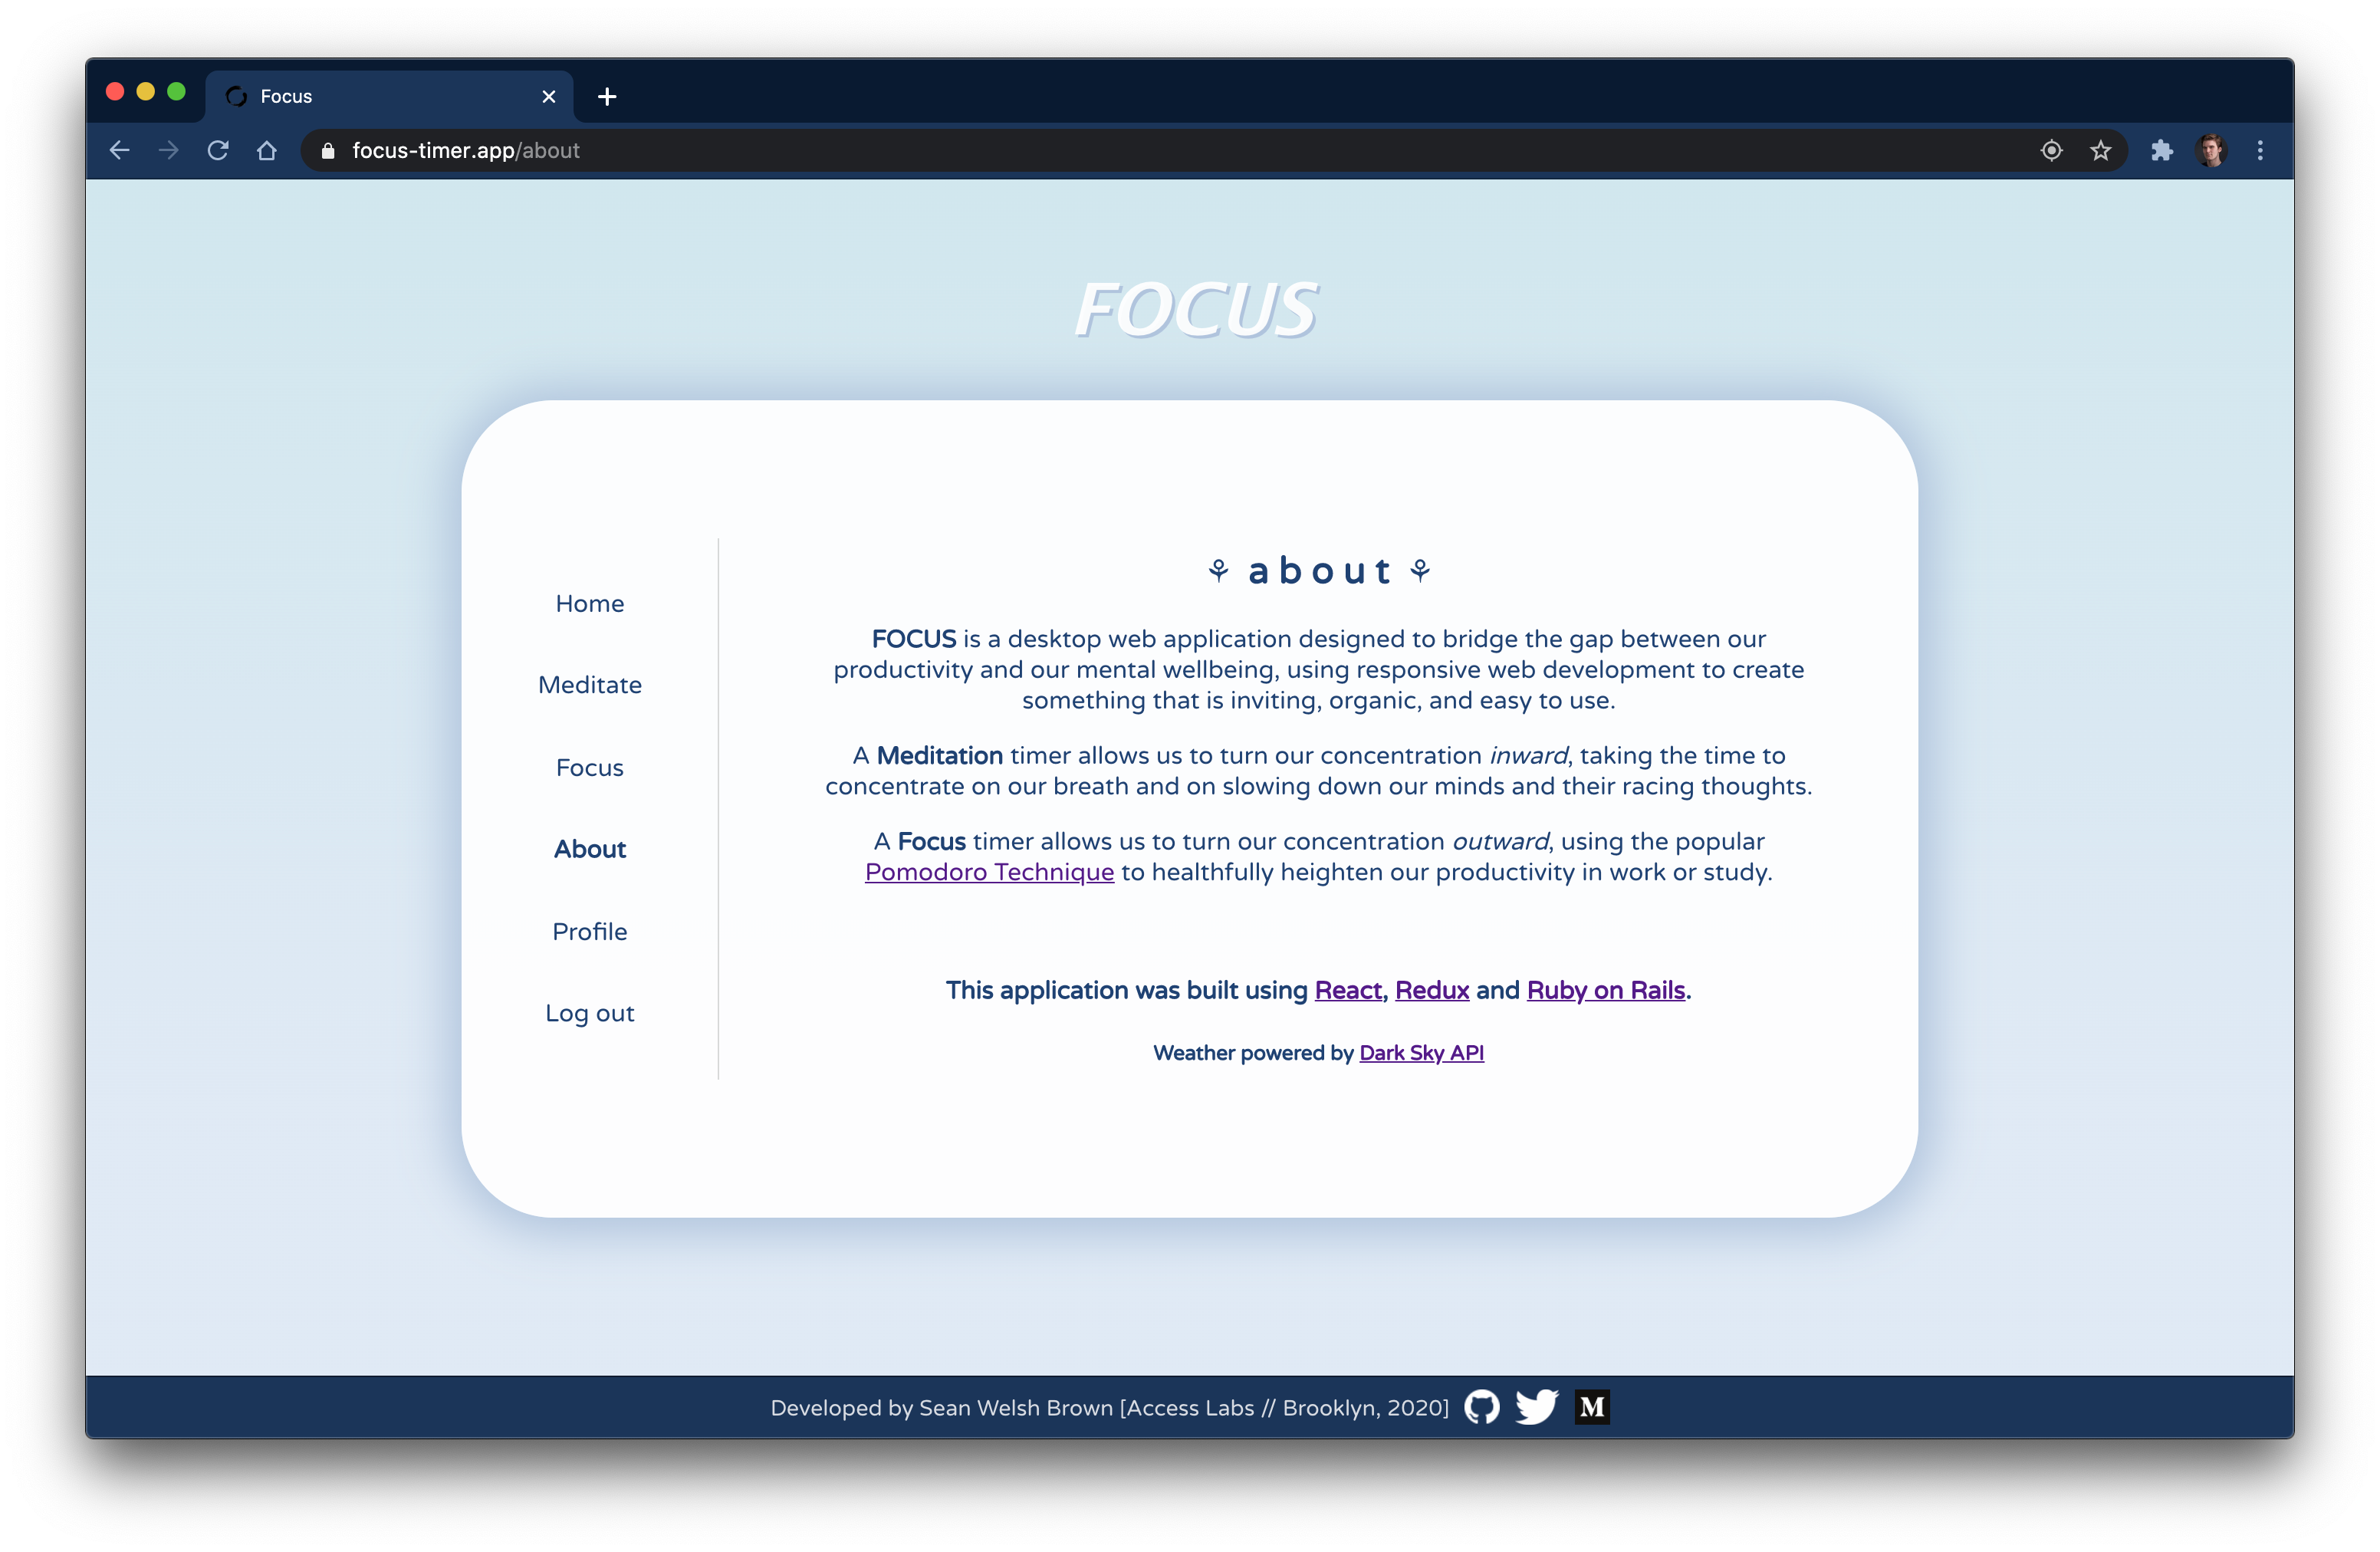 Focus
focus-timer.app/about
FOCUS
Home
Meditate
Focus
About
Profile
Log out
⚘ about ⚘
FOCUS is a desktop web application designed to bridge the gap between our
productivity and our mental wellbeing, using responsive web development to create
something that is inviting, organic, and easy to use.
A Meditation timer allows us to turn our concentration inward, taking the time to
concentrate on our breath and on slowing down our minds and their racing thoughts.
A Focus timer allows us to turn our concentration outward, using the popular
Pomodoro Technique to healthfully heighten our productivity in work or study.
This application was built using React, Redux and Ruby on Rails.
Weather powered by Dark Sky API
Developed by Sean Welsh Brown [Access Labs // Brooklyn, 2020]
M